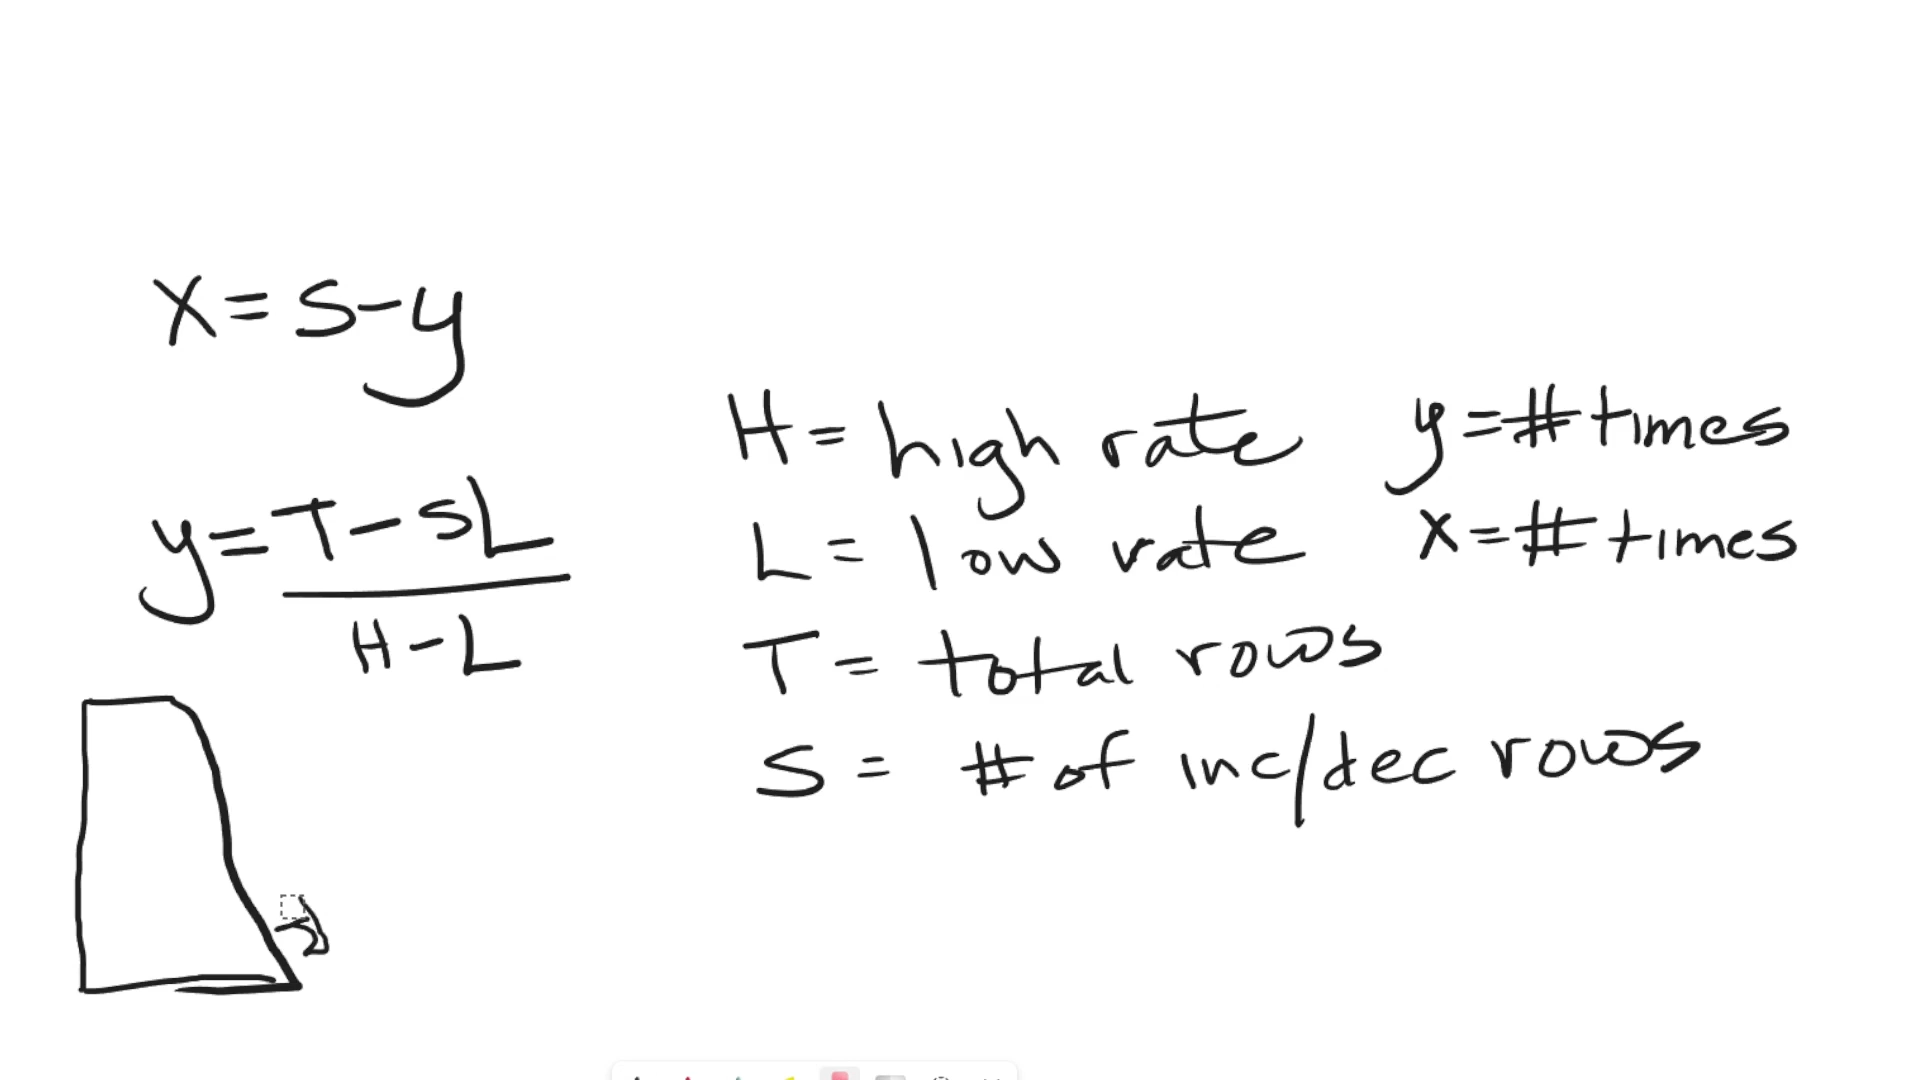 x = s - y
y = T - sL
H - L
H = high rate
L = low rate
T = total rows
S = # of inc/dec rows
y = # times
x = # times